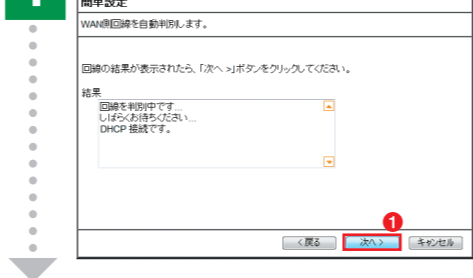 簡単設定
WAN側回線を自動判別します。
回線の結果が表示されたら、「次へ >」ボタンをクリックしてください。
結果
回線を判別中です...
しばらくお待ちください...
DHCP 接続です。
1
< 戻る 次へ > キャンセル